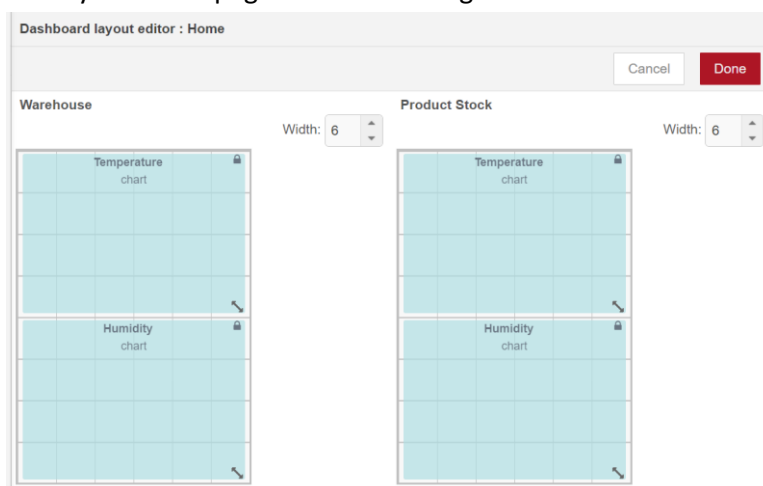 Dashboard layout editor : Home
Cancel Done
Warehouse
Width: 6
Temperature
chart
Humidity
chart
Product Stock
Width: 6
Temperature
chart
Humidity
chart